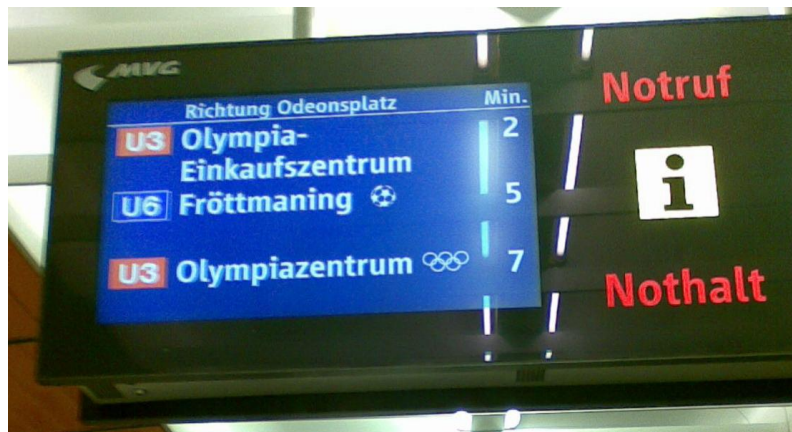 MVG
Richtung Odeonsplatz Min.
U3 Olympia- 2
Einkaufszentrum
U6 Fröttmaning 5
U3 Olympiazentrum 7
Notruf
i
Nothalt